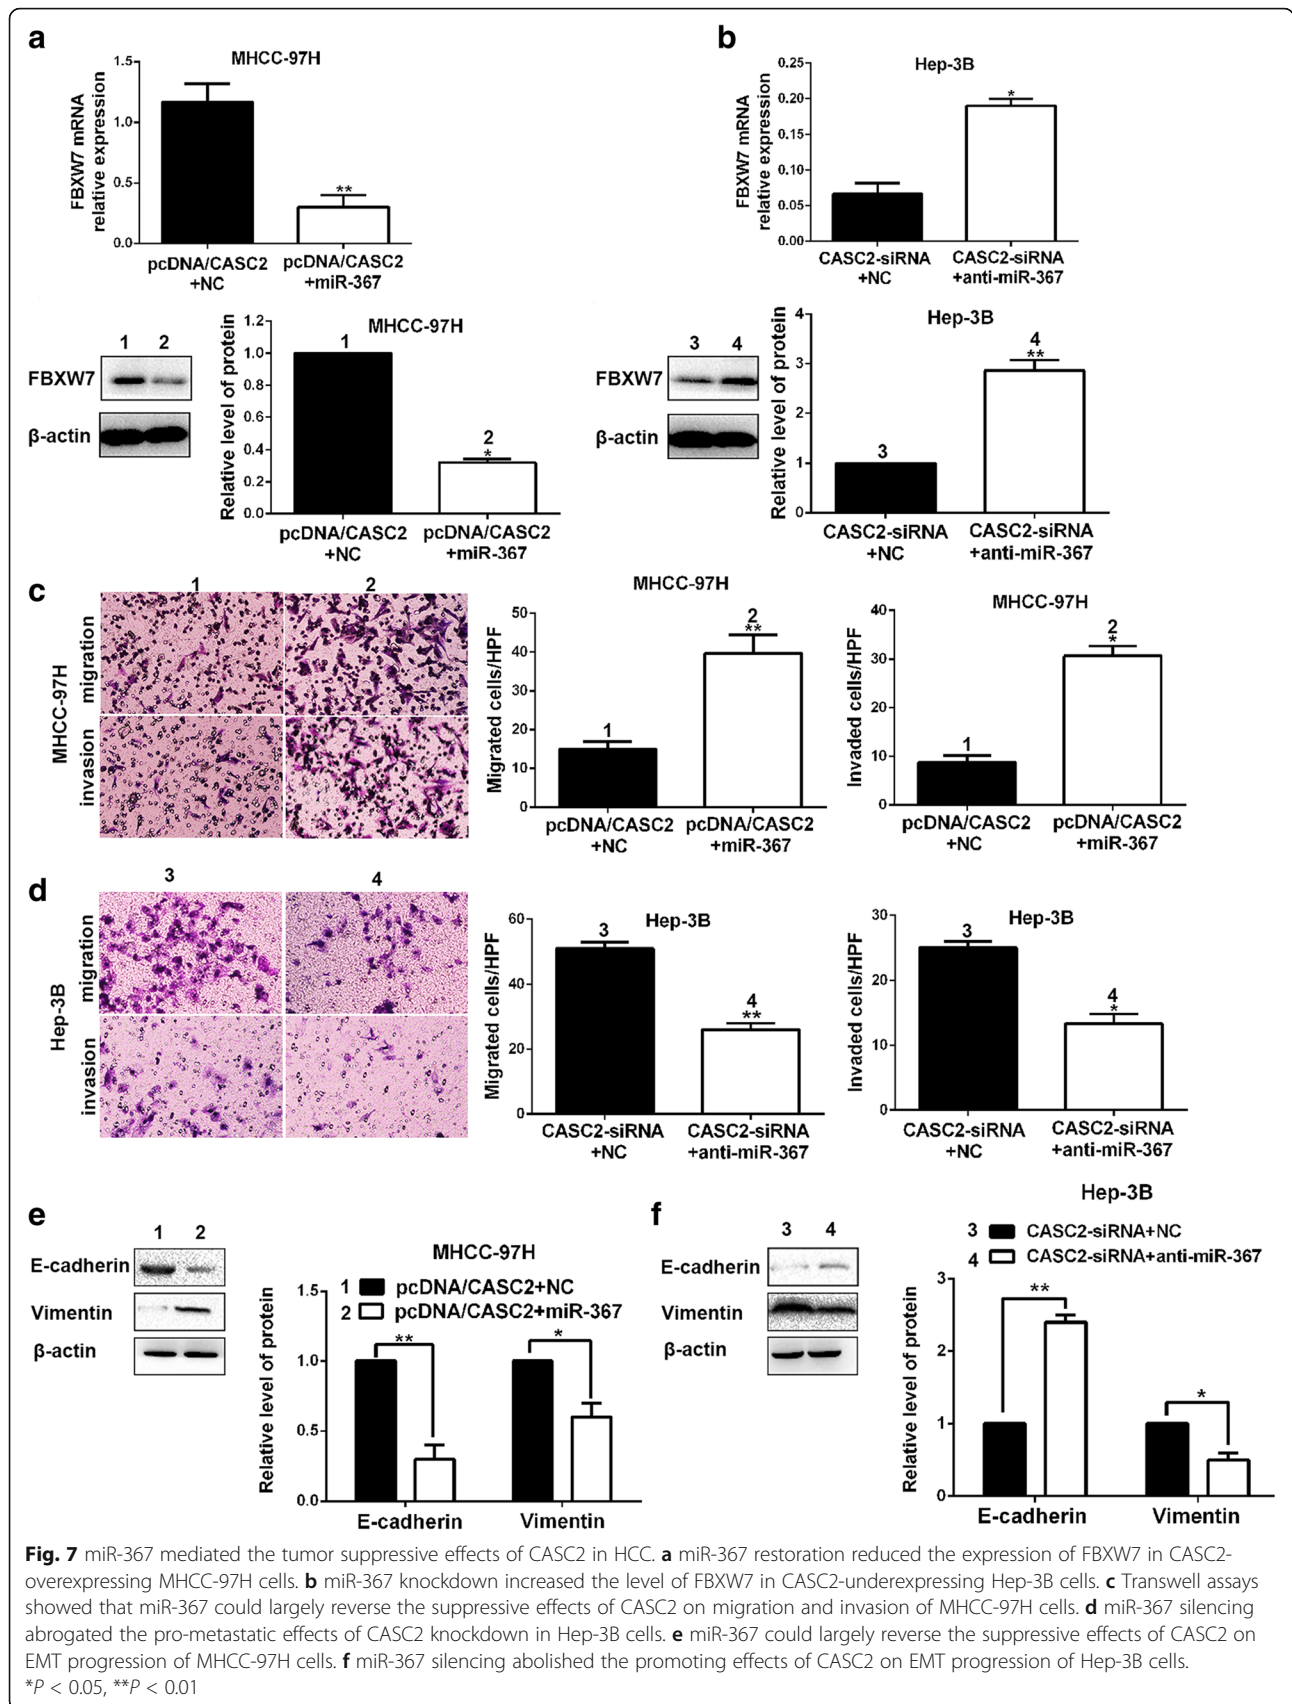 a
MHCC-97H
FBXW7 mRNA
relative expression
1.5
1.0
0.5
0.0
**
pcDNA/CASC2
+NC
pcDNA/CASC2
+miR-367
1 2
FBXW7
β-actin
MHCC-97H
Relative level of protein
1.2
1.0
0.8
0.6
0.4
0.2
0.0
1
2
*
pcDNA/CASC2
+NC
pcDNA/CASC2
+miR-367
b
Hep-3B
FBXW7 mRNA
relative expression
0.25
0.20
0.15
0.10
0.05
0.00
*
CASC2-siRNA
+NC
CASC2-siRNA
+anti-miR-367
3 4
FBXW7
β-actin
Hep-3B
Relative level of protein
4
3
2
1
0
3
4
**
CASC2-siRNA
+NC
CASC2-siRNA
+anti-miR-367
c
1 2
MHCC-97H
migration
invasion
MHCC-97H
Migrated cells/HPF
50
40
30
20
10
0
1
2
**
pcDNA/CASC2
+NC
pcDNA/CASC2
+miR-367
MHCC-97H
Invaded cells/HPF
40
30
20
10
0
1
2
*
pcDNA/CASC2
+NC
pcDNA/CASC2
+miR-367
d
3 4
Hep-3B
migration
invasion
Hep-3B
Migrated cells/HPF
60
40
20
0
3
4
**
CASC2-siRNA
+NC
CASC2-siRNA
+anti-miR-367
Hep-3B
Invaded cells/HPF
30
20
10
0
3
4
*
CASC2-siRNA
+NC
CASC2-siRNA
+anti-miR-367
e
1 2
E-cadherin
Vimentin
β-actin
MHCC-97H
1 pcDNA/CASC2+NC
2 pcDNA/CASC2+miR-367
Relative level of protein
1.5
1.0
0.5
0.0
**
*
E-cadherin
Vimentin
f
3 4
E-cadherin
Vimentin
β-actin
Hep-3B
3 CASC2-siRNA+NC
4 CASC2-siRNA+anti-miR-367
Relative level of protein
3
2
1
0
**
*
E-cadherin
Vimentin
Fig. 7 miR-367 mediated the tumor suppressive effects of CASC2 in HCC. a miR-367 restoration reduced the expression of FBXW7 in CASC2-
overexpressing MHCC-97H cells. b miR-367 knockdown increased the level of FBXW7 in CASC2-underexpressing Hep-3B cells. c Transwell assays
showed that miR-367 could largely reverse the suppressive effects of CASC2 on migration and invasion of MHCC-97H cells. d miR-367 silencing
abrogated the pro-metastatic effects of CASC2 knockdown in Hep-3B cells. e miR-367 could largely reverse the suppressive effects of CASC2 on
EMT progression of MHCC-97H cells. f miR-367 silencing abolished the promoting effects of CASC2 on EMT progression of Hep-3B cells.
*P < 0.05, **P < 0.01